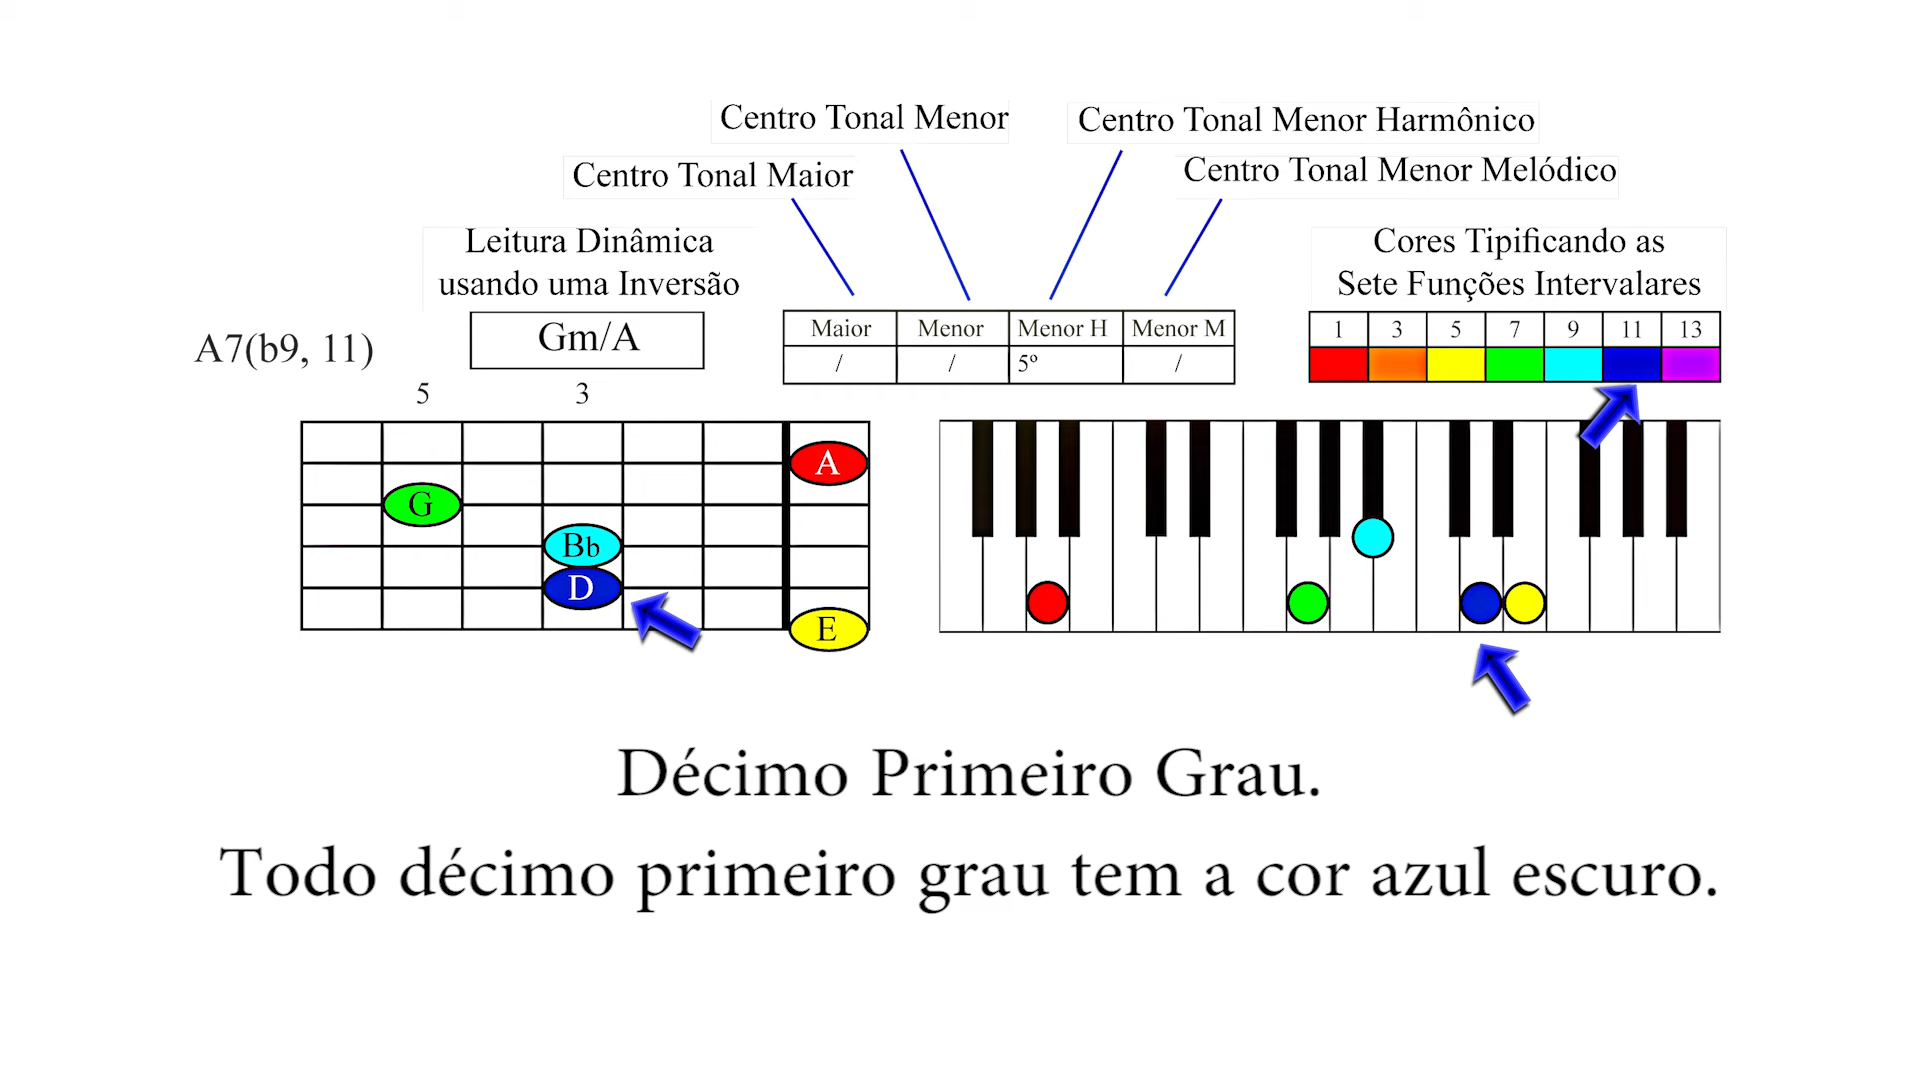 Centro Tonal Menor
Centro Tonal Menor Harmônico
Centro Tonal Maior
Centro Tonal Menor Melódico
Leitura Dinâmica
usando uma Inversão
Cores Tipificando as
Sete Funções Intervalares
A7(b9, 11)
Gm/A
Maior Menor Menor H Menor M
/ / 5º /
1 3 5 7 9 11 13
5 3
A
G
Bb
D
E
Décimo Primeiro Grau.
Todo décimo primeiro grau tem a cor azul escuro.